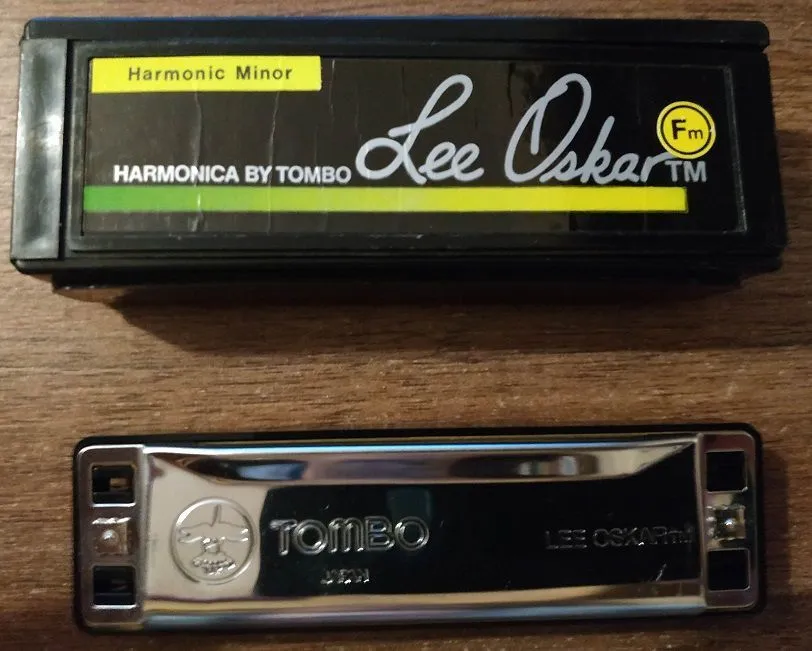 Harmonic Minor
Fm
HARMONICA BY TOMBO Lee Oskar TM
TOMBO
LEE OSKAR
JAPAN